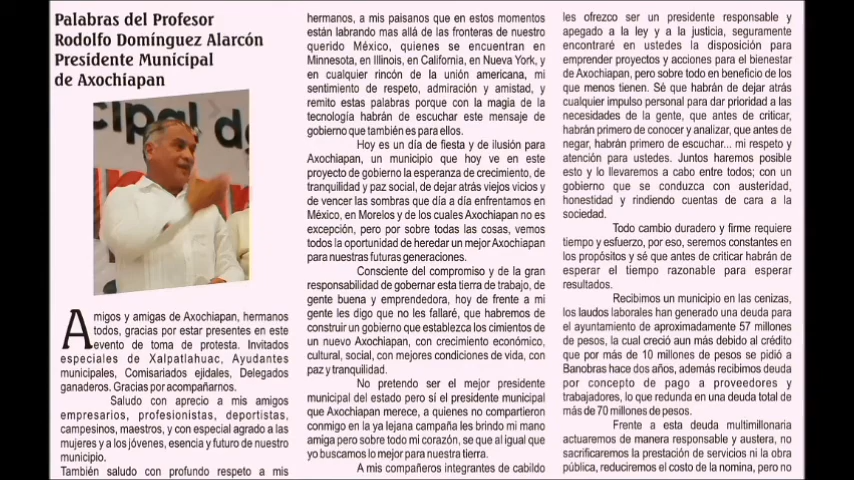 Palabras del Profesor
Rodolfo Domínguez Alarcón
Presidente Municipal
de Axochiapan
cipal de
Amigos y amigas de Axochiapan, hermanos
todos, gracias por estar presentes en este
evento de toma de protesta. Invitados
especiales de Xalpatlahuac, Ayudantes
municipales, Comisariados ejidales, Delegados
ganaderos. Gracias por acompañarnos.
Saludo con aprecio a mis amigos
empresarios, profesionistas, deportistas,
campesinos, maestros, y con especial agrado a las
mujeres y a los jóvenes, esencia y futuro de nuestro
municipio.
También saludo con profundo respeto a mis
hermanos, a mis paisanos que en estos momentos
están labrando mas allá de las fronteras de nuestro
querido México, quienes se encuentran en
Minnesota, en Illinois, en California, en Nueva York, y
en cualquier rincón de la unión americana, mi
sentimiento de respeto, admiración y amistad, y
remito estas palabras porque con la magia de la
tecnología habrán de escuchar este mensaje de
gobierno que también es para ellos.
Hoy es un día de fiesta y de ilusión para
Axochiapan, un municipio que hoy ve en este
proyecto de gobierno la esperanza de crecimiento, de
tranquilidad y paz social, de dejar atrás viejos vicios y
de vencer las sombras que día a día enfrentamos en
México, en Morelos y de los cuales Axochiapan no es
excepción, pero por sobre todas las cosas, vemos
todos la oportunidad de heredar un mejor Axochiapan
para nuestras futuras generaciones.
Consciente del compromiso y de la gran
responsabilidad de gobernar esta tierra de trabajo, de
gente buena y emprendedora, hoy de frente a mi
gente les digo que no les fallaré, que habremos de
construir un gobierno que establezca los cimientos de
un nuevo Axochiapan, con crecimiento económico,
cultural, social, con mejores condiciones de vida, con
paz y tranquilidad.
No pretendo ser el mejor presidente
municipal del estado pero sí el presidente municipal
que Axochiapan merece, a quienes no compartieron
conmigo en la ya lejana campaña les brindo mi mano
amiga pero sobre todo mi corazón, se que al igual que
yo buscamos lo mejor para nuestra tierra.
A mis compañeros integrantes de cabildo
les ofrezco ser un presidente responsable y
apegado a la ley y a la justicia, seguramente
encontraré en ustedes la disposición para
emprender proyectos y acciones para el bienestar
de Axochiapan, pero sobre todo en beneficio de los
que menos tienen. Sé que habrán de dejar atrás
cualquier impulso personal para dar prioridad a las
necesidades de la gente, que antes de criticar,
habrán primero de conocer y analizar, que antes de
negar, habrán primero de escuchar... mi respeto y
atención para ustedes. Juntos haremos posible
esto y lo llevaremos a cabo entre todos; con un
gobierno que se conduzca con austeridad,
honestidad y rindiendo cuentas de cara a la
sociedad.
Todo cambio duradero y firme requiere
tiempo y esfuerzo, por eso, seremos constantes en
los propósitos y sé que antes de criticar habrán de
esperar el tiempo razonable para esperar
resultados.
Recibimos un municipio en las cenizas,
los laudos laborales han generado una deuda para
el ayuntamiento de aproximadamente 57 millones
de pesos, la cual creció aun más debido al crédito
que por más de 10 millones de pesos se pidió a
Banobras hace dos años, además recibimos deuda
por concepto de pago a proveedores y
trabajadores, lo que redunda en una deuda total de
más de 70 millones de pesos.
Frente a esta deuda multimillonaria
actuaremos de manera responsable y austera, no
sacrificaremos la prestación de servicios ni la obra
pública, reduciremos el costo de la nomina, pero no